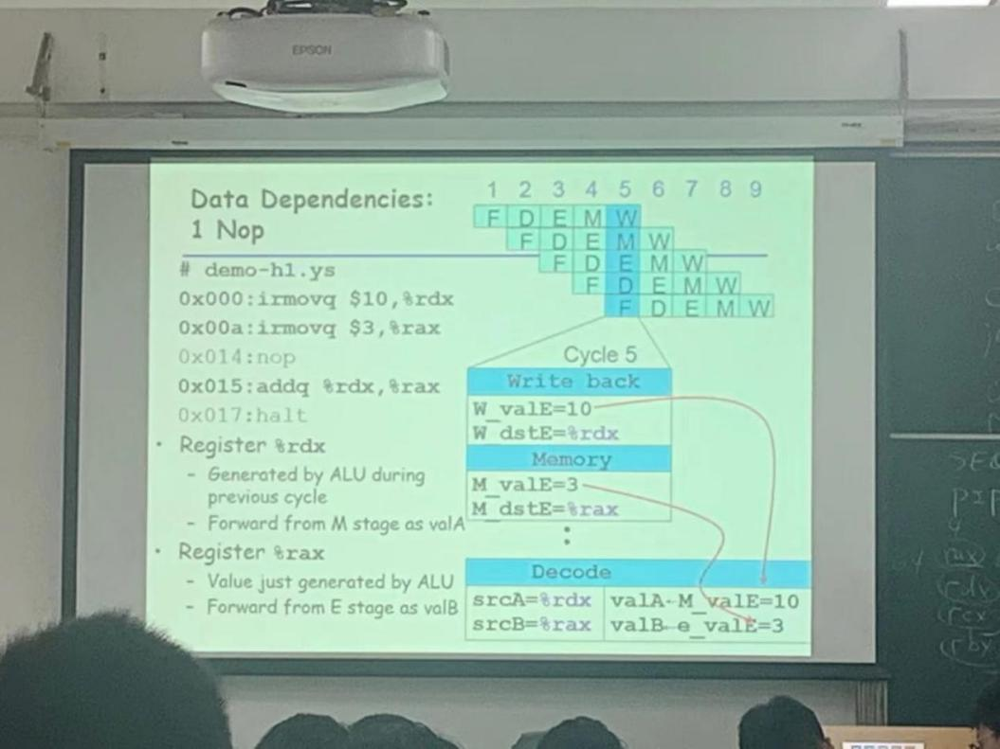 EPSON
Data Dependencies:
1 Nop
1 2 3 4 5 6 7 8 9
F D E M W
F D E M W
F D E M W
F D E M W
F D E M W
# demo-h1.ys
0x000:irmovq $10,%rdx
0x00a:irmovq $3,%rax
0x014:nop
0x015:addq %rdx,%rax
0x017:halt
• Register %rdx
- Generated by ALU during
previous cycle
- Forward from M stage as valA
• Register %rax
- Value just generated by ALU
- Forward from E stage as valB
Cycle 5
Write back
W_valE=10
W_dstE=%rdx
Memory
M_valE=3
M_dstE=%rax
:
Decode
srcA=%rdx valA←M_valE=10
srcB=%rax valB←e_valE=3
SEQ
PIP
rax